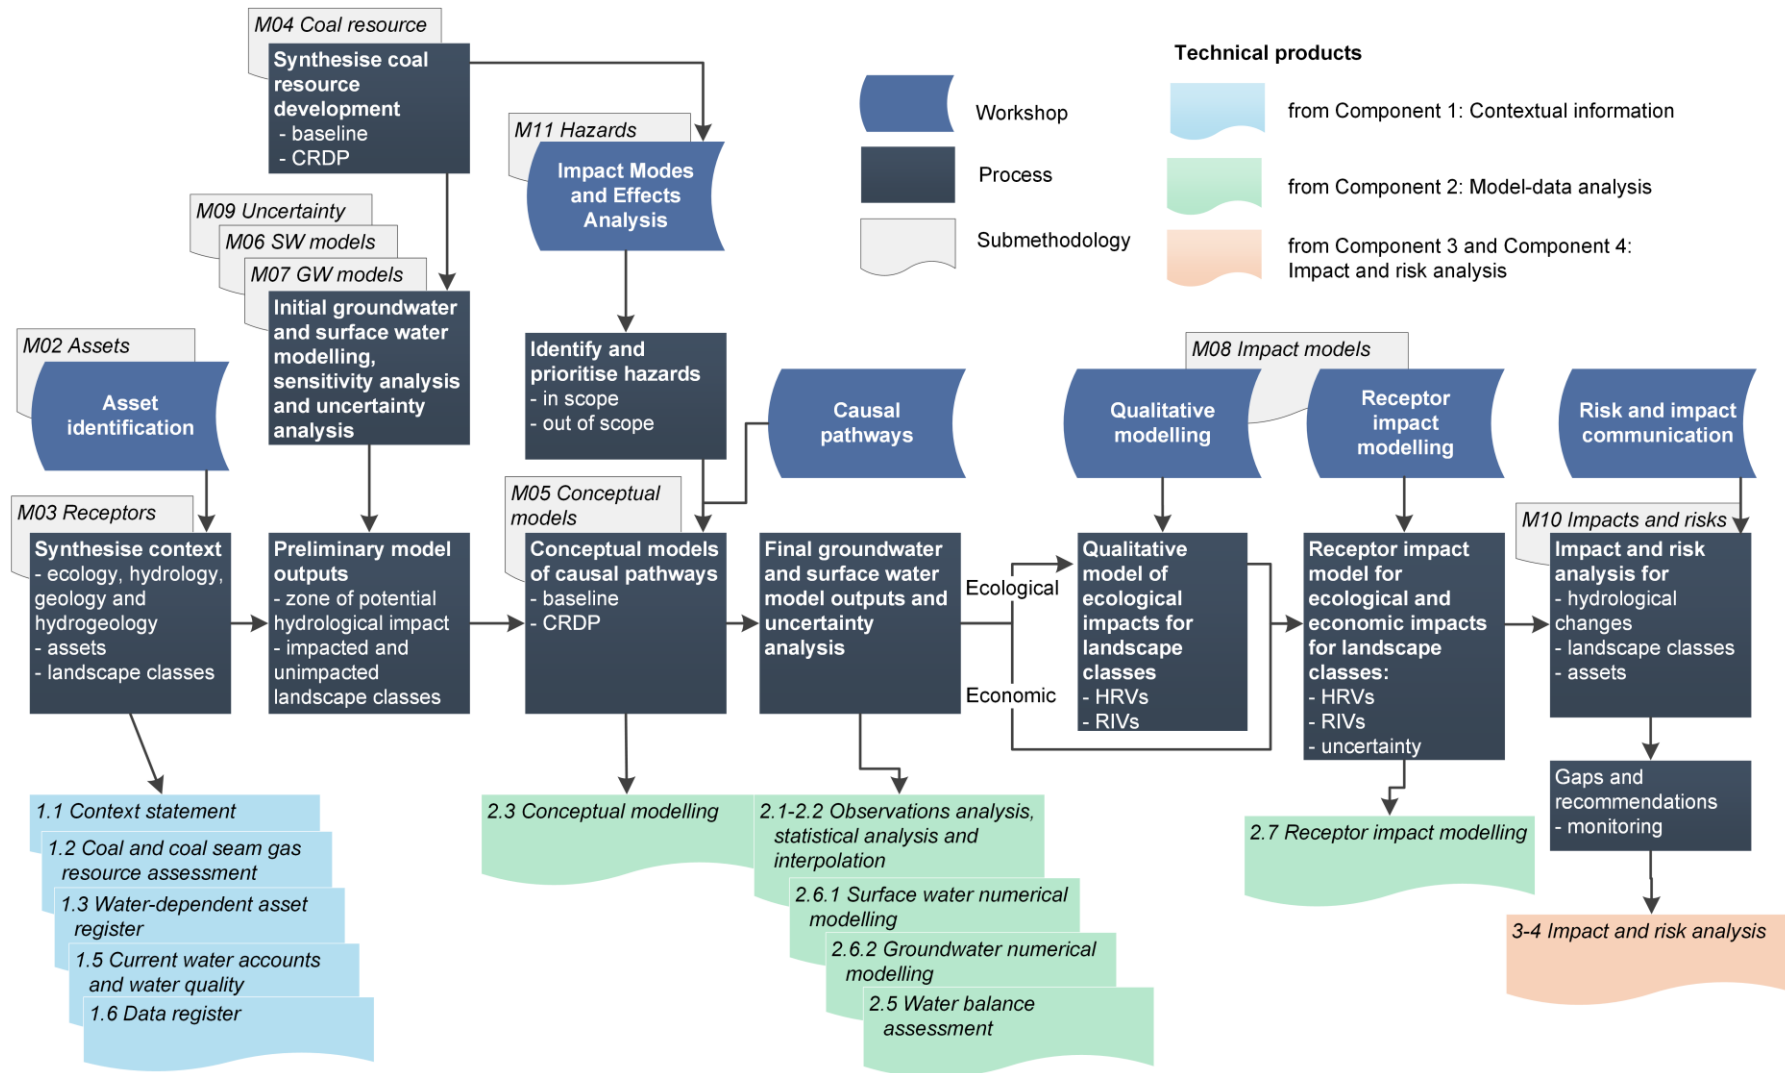 M04 Coal resource
Synthesise coal
resource
development
- baseline
- CRDP
M11 Hazards
Impact Modes
and Effects
Analysis
Workshop
Process
Submethodology
Technical products
from Component 1: Contextual information
from Component 2: Model-data analysis
from Component 3 and Component 4:
Impact and risk analysis
M09 Uncertainty
M06 SW models
M07 GW models
Initial groundwater
and surface water
modelling,
sensitivity analysis
and uncertainty
analysis
Identify and
prioritise hazards
- in scope
- out of scope
M02 Assets
Asset
identification
Causal
pathways
M08 Impact models
Qualitative
modelling
Receptor
impact
modelling
Risk and impact
communication
M03 Receptors
Synthesise context
- ecology, hydrology,
geology and
hydrogeology
- assets
- landscape classes
Preliminary model
outputs
- zone of potential
hydrological impact
- impacted and
unimpacted
landscape classes
M05 Conceptual
models
Conceptual models
of causal pathways
- baseline
- CRDP
Final groundwater
and surface water
model outputs and
uncertainty
analysis
Ecological
Economic
Qualitative
model of
ecological
impacts for
landscape
classes
- HRVs
- RIVs
Receptor impact
model for
ecological and
economic impacts
for landscape
classes:
- HRVs
- RIVs
- uncertainty
M10 Impacts and risks
Impact and risk
analysis for
- hydrological
changes
- landscape classes
- assets
Gaps and
recommendations
- monitoring
1.1 Context statement
1.2 Coal and coal seam gas
resource assessment
1.3 Water-dependent asset
register
1.5 Current water accounts
and water quality
1.6 Data register
2.3 Conceptual modelling
2.1-2.2 Observations analysis,
statistical analysis and
interpolation
2.6.1 Surface water numerical
modelling
2.6.2 Groundwater numerical
modelling
2.5 Water balance
assessment
2.7 Receptor impact modelling
3-4 Impact and risk analysis